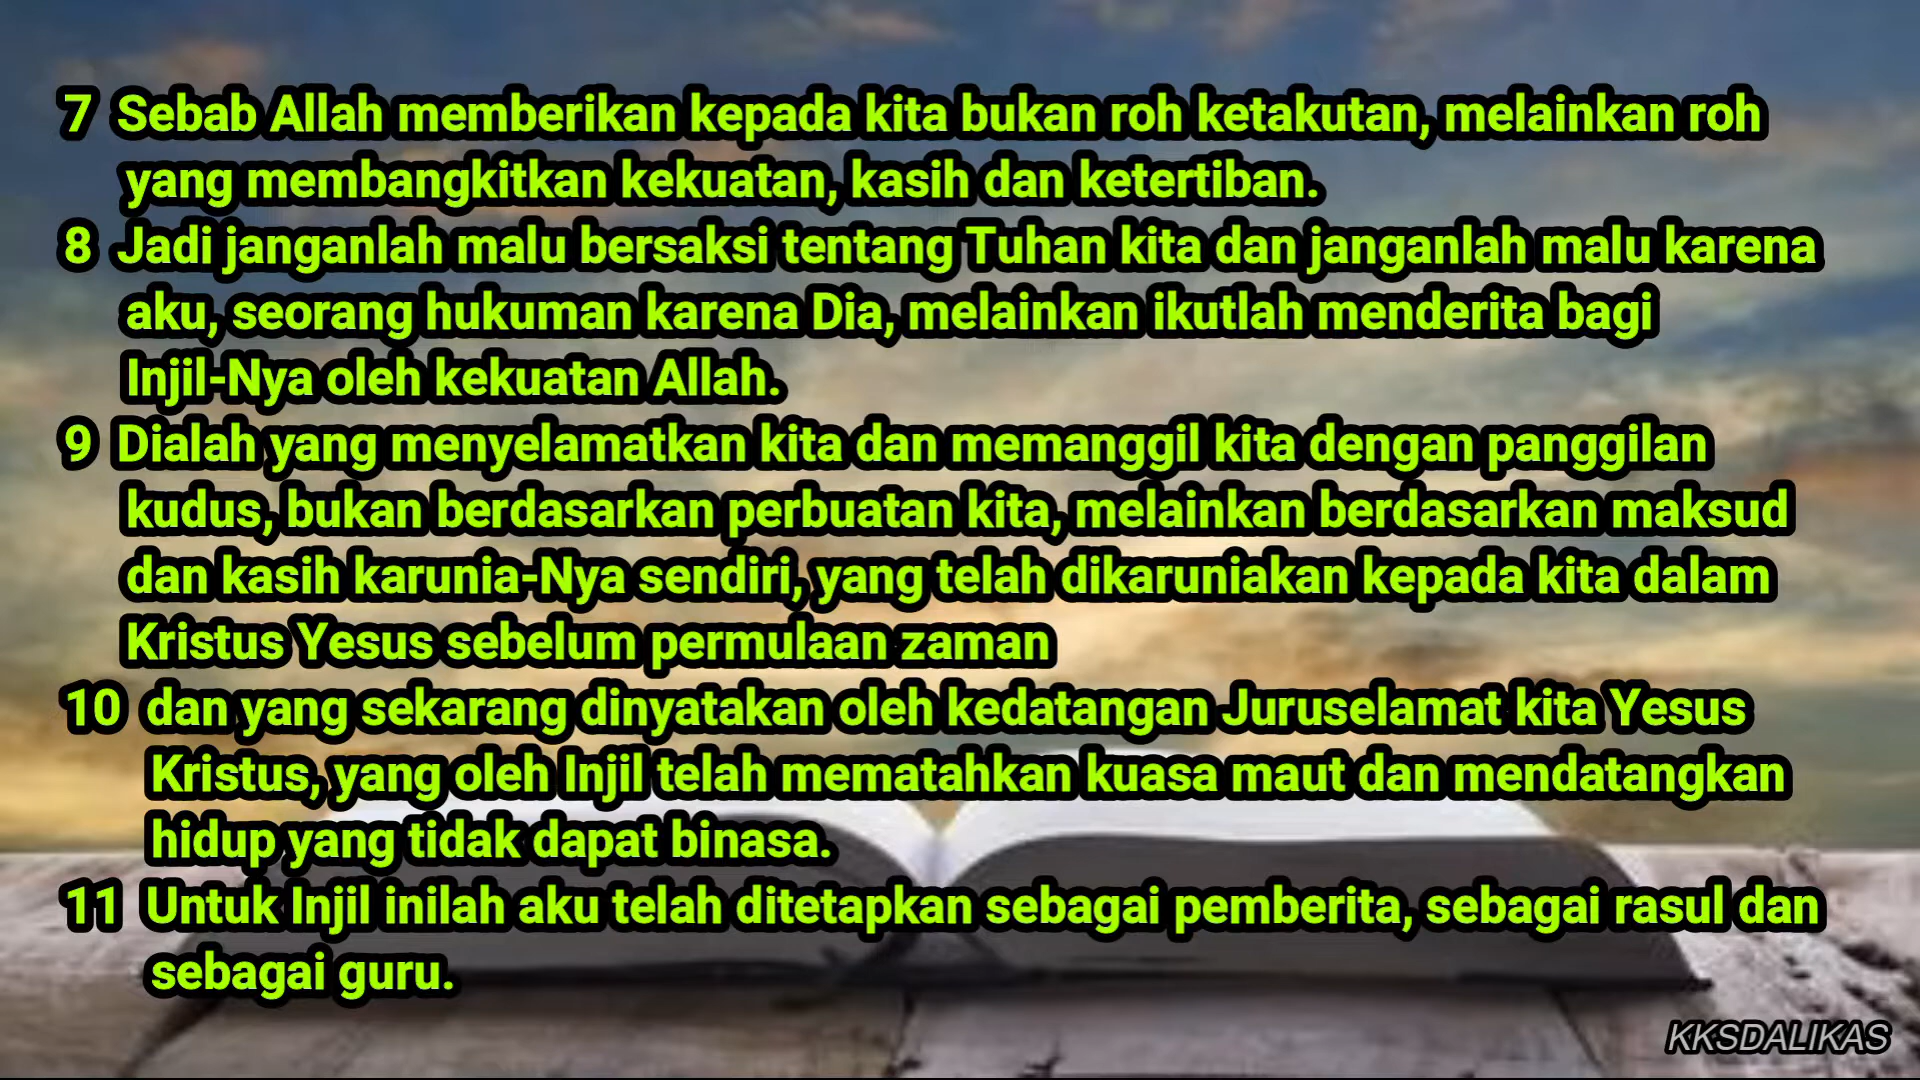 7 Sebab Allah memberikan kepada kita bukan roh ketakutan, melainkan roh
yang membangkitkan kekuatan, kasih dan ketertiban.
8 Jadi janganlah malu bersaksi tentang Tuhan kita dan janganlah malu karena
aku, seorang hukuman karena Dia, melainkan ikutlah menderita bagi
Injil-Nya oleh kekuatan Allah.
9 Dialah yang menyelamatkan kita dan memanggil kita dengan panggilan
kudus, bukan berdasarkan perbuatan kita, melainkan berdasarkan maksud
dan kasih karunia-Nya sendiri, yang telah dikaruniakan kepada kita dalam
Kristus Yesus sebelum permulaan zaman
10 dan yang sekarang dinyatakan oleh kedatangan Juruselamat kita Yesus
Kristus, yang oleh Injil telah mematahkan kuasa maut dan mendatangkan
hidup yang tidak dapat binasa.
11 Untuk Injil inilah aku telah ditetapkan sebagai pemberita, sebagai rasul dan
sebagai guru.
KKSDALIKAS